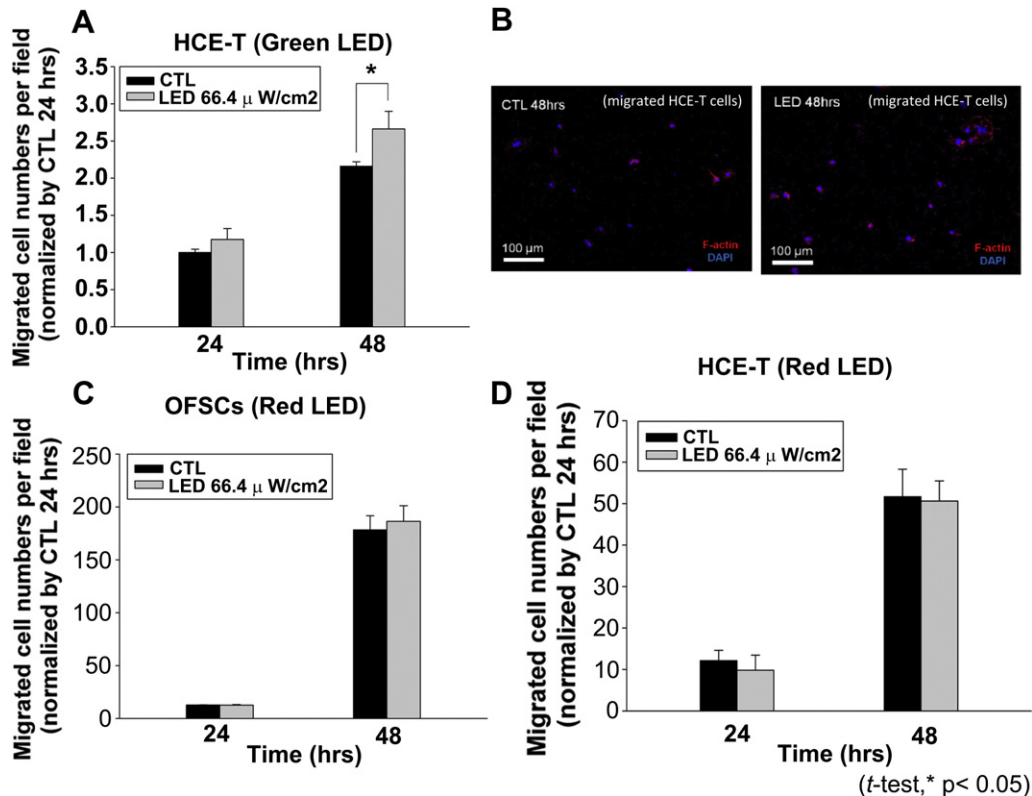 A
HCE-T (Green LED)
Migrated cell numbers per field
(normalized by CTL 24 hrs)
3.5
3.0
2.5
2.0
1.5
1.0
0.5
0.0
CTL
LED 66.4 μ W/cm2
*
24
48
Time (hrs)
B
CTL 48hrs
(migrated HCE-T cells)
100 μm
F-actin
DAPI
LED 48hrs
(migrated HCE-T cells)
100 μm
F-actin
DAPI
C
OFSCs (Red LED)
Migrated cell numbers per field
(normalized by CTL 24 hrs)
250
200
150
100
50
0
CTL
LED 66.4 μ W/cm2
24
48
Time (hrs)
D
HCE-T (Red LED)
Migrated cell numbers per field
(normalized by CTL 24 hrs)
70
60
50
40
30
20
10
0
CTL
LED 66.4 μ W/cm2
24
48
Time (hrs)
(t-test,* p< 0.05)